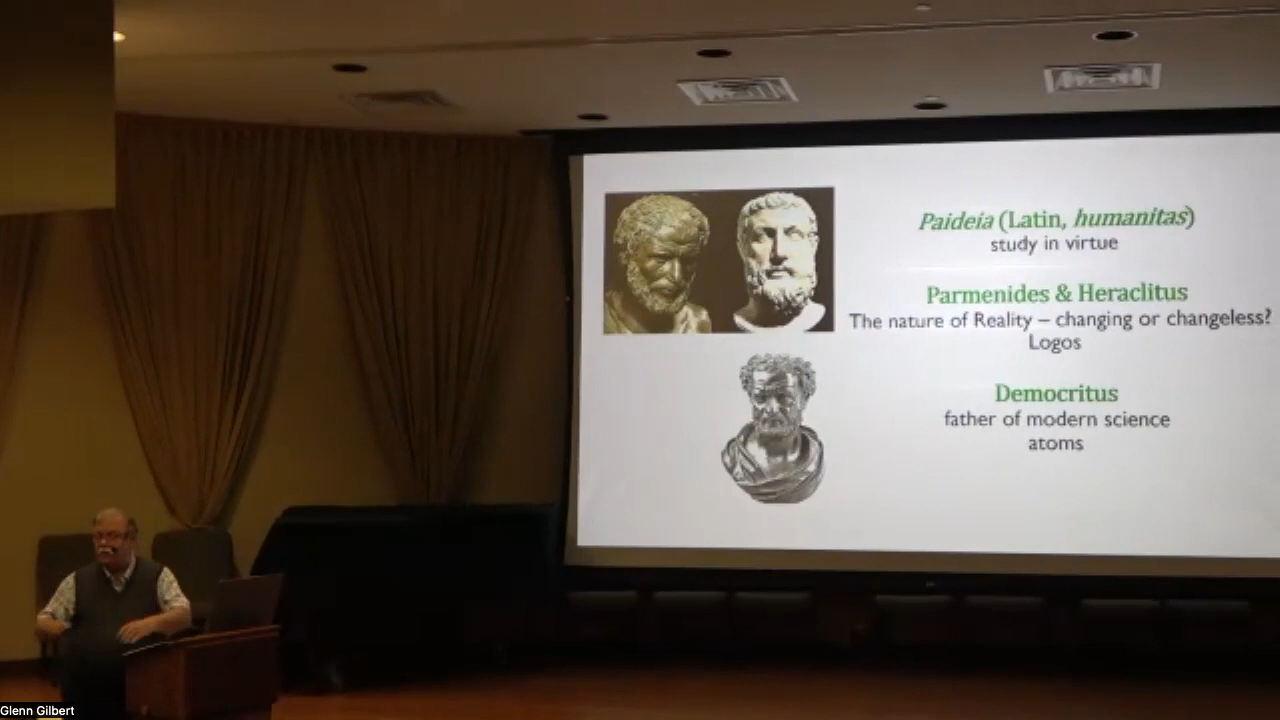 Paideia (Latin, humanitas)
study in virtue
Parmenides & Heraclitus
The nature of Reality – changing or changeless?
Logos
Democritus
father of modern science
atoms
Glenn Gilbert